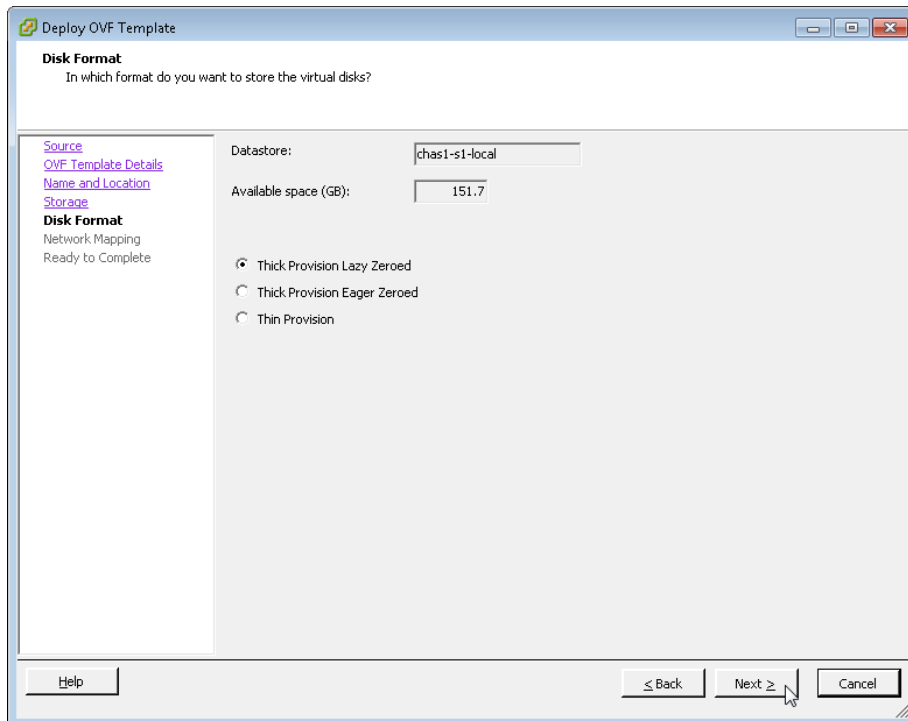 Deploy OVF Template
Disk Format
In which format do you want to store the virtual disks?
Source
OVF Template Details
Name and Location
Storage
Disk Format
Network Mapping
Ready to Complete
Datastore: chas1-s1-local
Available space (GB): 151.7
Thick Provision Lazy Zeroed
Thick Provision Eager Zeroed
Thin Provision
Help
< Back
Next >
Cancel